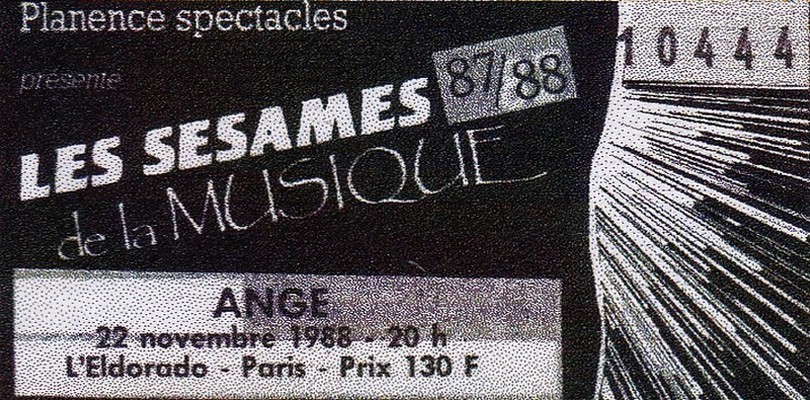 Planence spectacles
présente
LES SESAMES 87/88
de la MUSIQUE
10444
ANGE
22 novembre 1988 - 20 h
L'Eldorado - Paris - Prix 130 F